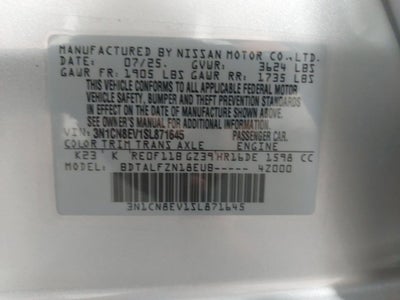 MANUFACTURED BY NISSAN MOTOR CO., LTD.
DATE: 07/25. GVWR: 3624 LBS
GAWR FR: 1905 LBS GAWR RR: 1735 LBS
THIS VEHICLE CONFORMS TO ALL APPLICABLE FEDERAL MOTOR
VEHICLE SAFETY, BUMPER AND THEFT PREVENTION STANDARDS
IN EFFECT ON THE DATE OF MANUFACTURE SHOWN ABOVE.
SEE OWNER'S MANUAL FOR ADDITIONAL INFORMATION.
VIN: 3N1CN8EV1SL871645 PASSENGER CAR.
COLOR TRIM TRANS AXLE ENGINE
K23 K RE0F11B GZ39 HR16DE 1598 CC
MODEL: BDTALFZN18EUB----- 4Z000
3N1CN8EV1SL871645